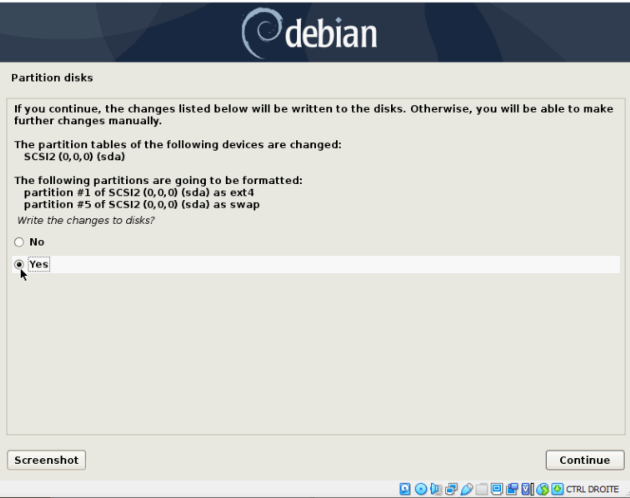 debian
Partition disks
If you continue, the changes listed below will be written to the disks. Otherwise, you will be able to make
further changes manually.
The partition tables of the following devices are changed:
SCSI2 (0,0,0) (sda)
The following partitions are going to be formatted:
partition #1 of SCSI2 (0,0,0) (sda) as ext4
partition #5 of SCSI2 (0,0,0) (sda) as swap
Write the changes to disks?
No
Yes
Screenshot
Continue
CTRL DROITE